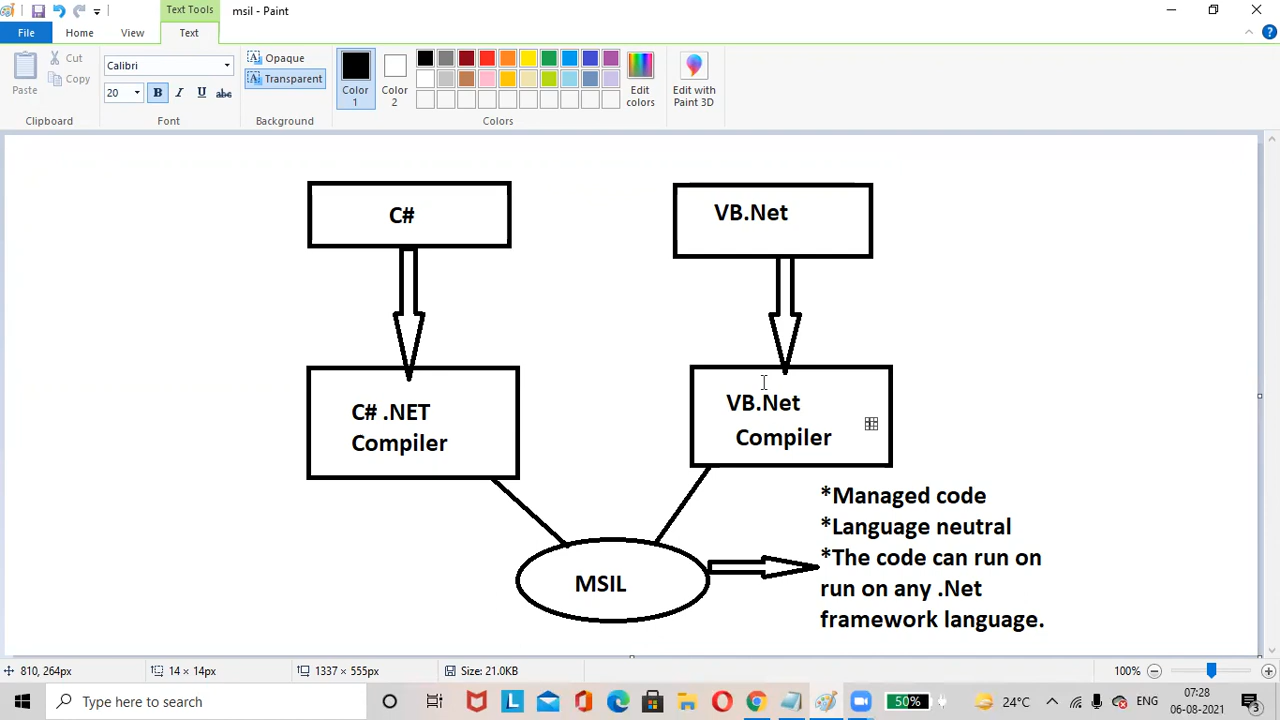 Text Tools
msil - Paint
File
Home
View
Text
Paste
Cut
Copy
Clipboard
Calibri
20
B I U abc
Font
Opaque
Transparent
Background
Color 1
Color 2
Edit colors
Colors
Edit with Paint 3D
C#
VB.Net
C# .NET
Compiler
VB.Net
Compiler
MSIL
*Managed code
*Language neutral
*The code can run on
run on any .Net
framework language.
810, 264px
14 × 14px
1337 × 555px
Size: 21.0KB
100%
Type here to search
L
50%
24°C
ENG
07:28
06-08-2021
3